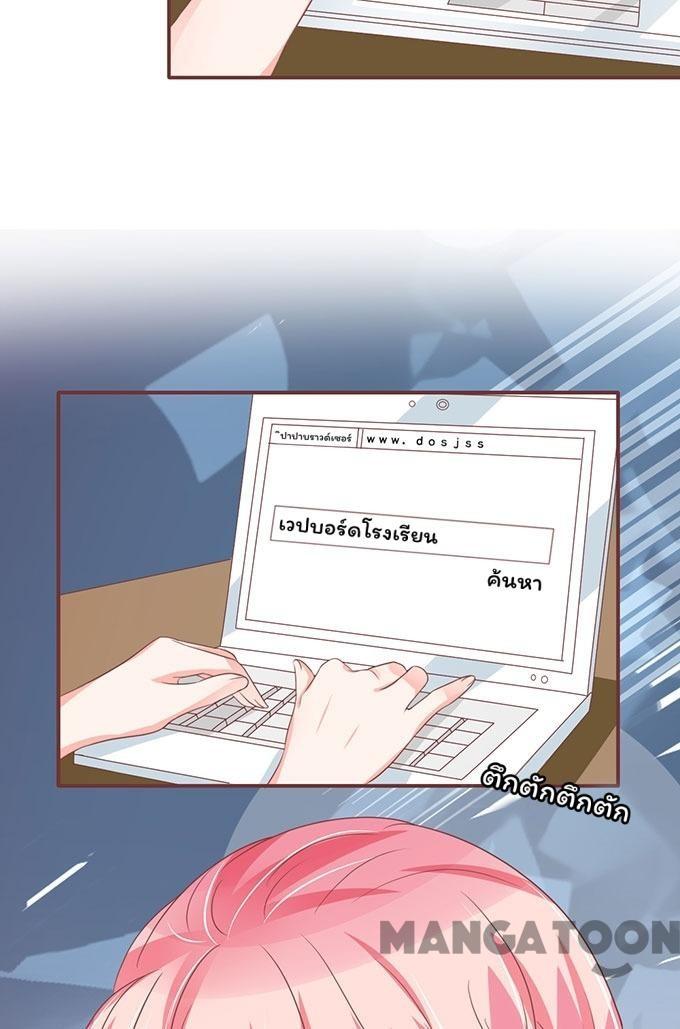 ปาปาบราวด์เซอร์
www. dosjss
เวปบอร์ดโรงเรียน
ค้นหา
ตึกตักตึกตัก
MANGATOON